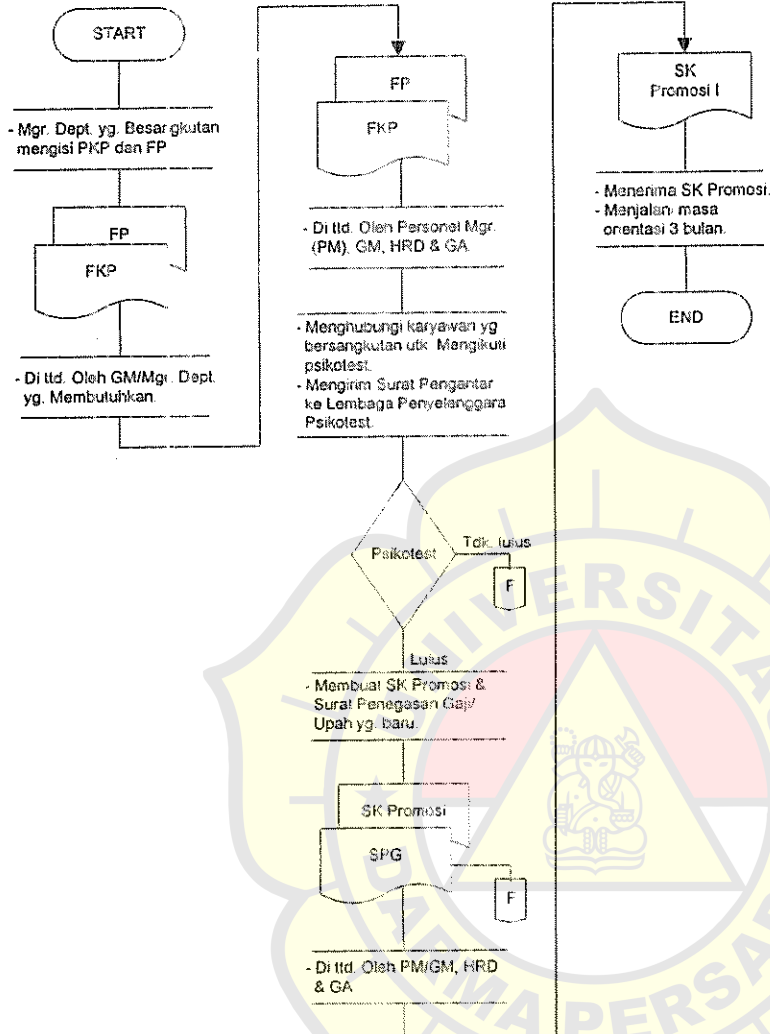 START
- Mgr. Dept. yg. Besangkutan
mengisi PKP dan FP
FP
FKP
- Di ttd. Oleh GM/Mgr. Dept.
yg. Membutuhkan.
FP
FKP
- Di ttd. Oleh Personel Mgr.
(PM), GM, HRD & GA
- Menghubungi karyawan yg
bersangkutan utk. Mengikuti
psikotest.
- Mengirim Surat Pengantar
ke Lembaga Penyelenggara
Psikotest.
Psikotest
Tdk. lulus
F
Lulus
- Membuat SK Promosi &
Surat Penegasan Gaji/
Upah yg. baru.
SK Promosi
SPG
F
- Di ttd. Oleh PM/GM, HRD
& GA
SK
Promosi I
- Menerima SK Promosi.
- Menjalani masa
orientasi 3 bulan.
END
UNIVERSITAS
DARMA PERSA